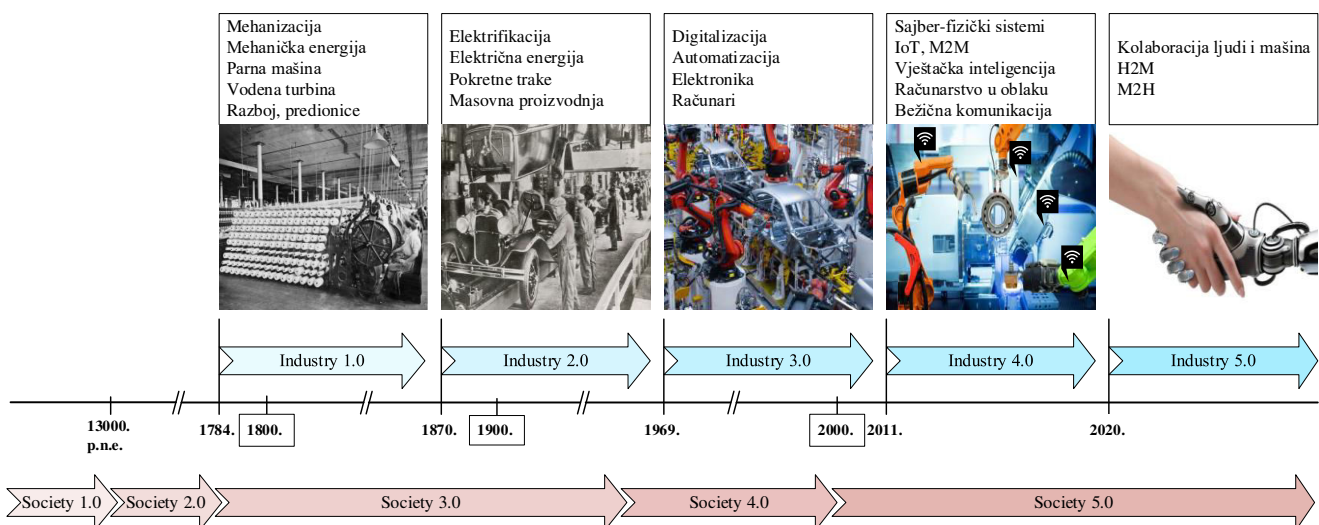 Mehanizacija
Mehanička energija
Parna mašina
Vodena turbina
Razboj, predionice
Elektrifikacija
Električna energija
Pokretne trake
Masovna proizvodnja
Digitalizacija
Automatizacija
Elektronika
Računari
Sajber-fizički sistemi
IoT, M2M
Vještačka inteligencija
Računarstvo u oblaku
Bežična komunikacija
Kolaboracija ljudi i mašina
H2M
M2H
Industry 1.0
Industry 2.0
Industry 3.0
Industry 4.0
Industry 5.0
13000.
p.n.e.
1784.
1800.
1870.
1900.
1969.
2000.
2011.
2020.
Society 1.0
Society 2.0
Society 3.0
Society 4.0
Society 5.0